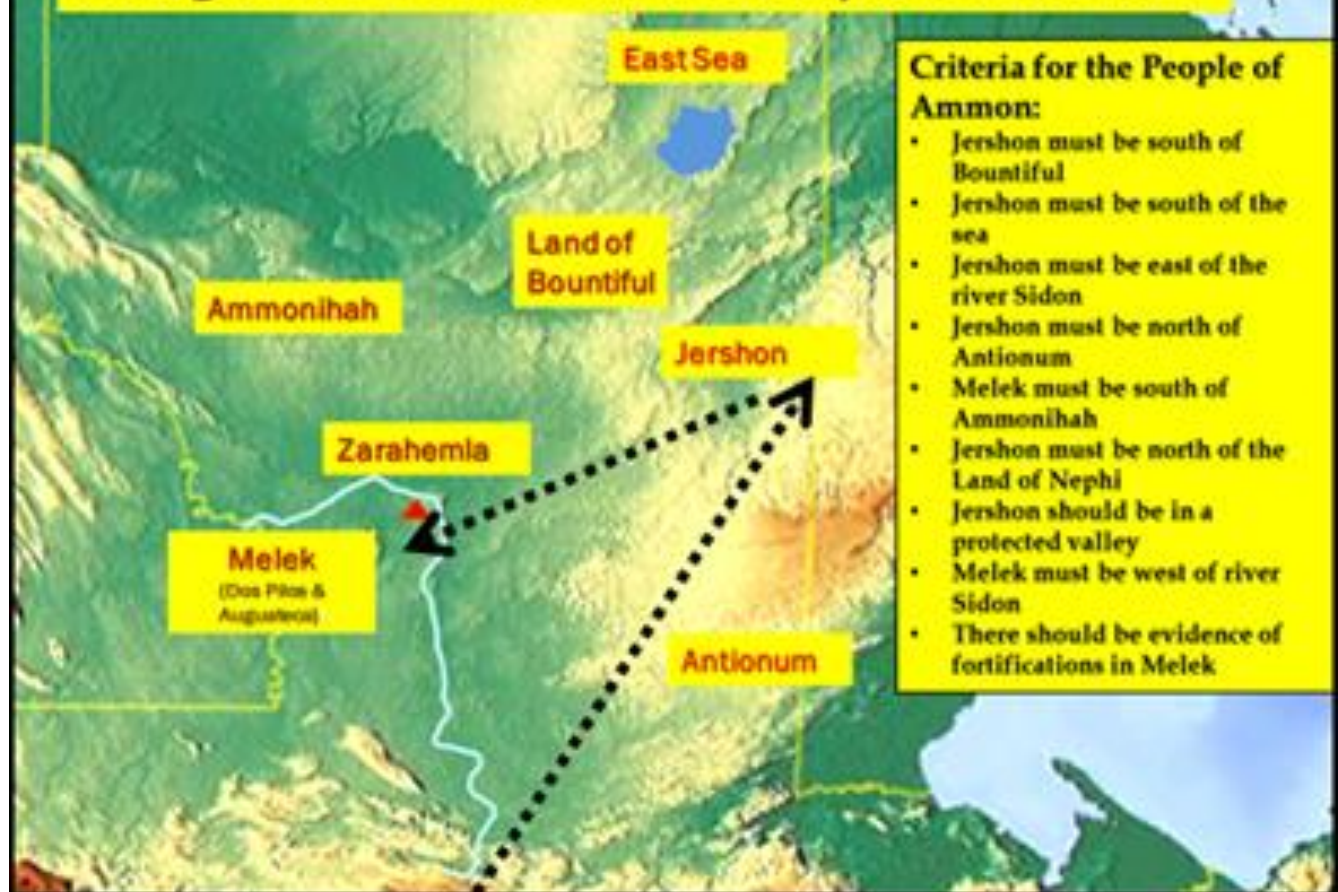 East Sea
Criteria for the People of
Ammon:
• Jershon must be south of
Bountiful
• Jershon must be south of the
sea
• Jershon must be east of the
river Sidon
• Jershon must be north of
Antionum
• Melek must be south of
Ammonihah
• Jershon must be north of the
Land of Nephi
• Jershon should be in a
protected valley
• Melek must be west of river
Sidon
• There should be evidence of
fortifications in Melek
Land of
Bountiful
Ammonihah
Jershon
Zarahemla
Melek
(Dos Pilos &
Auguateca)
Antionum